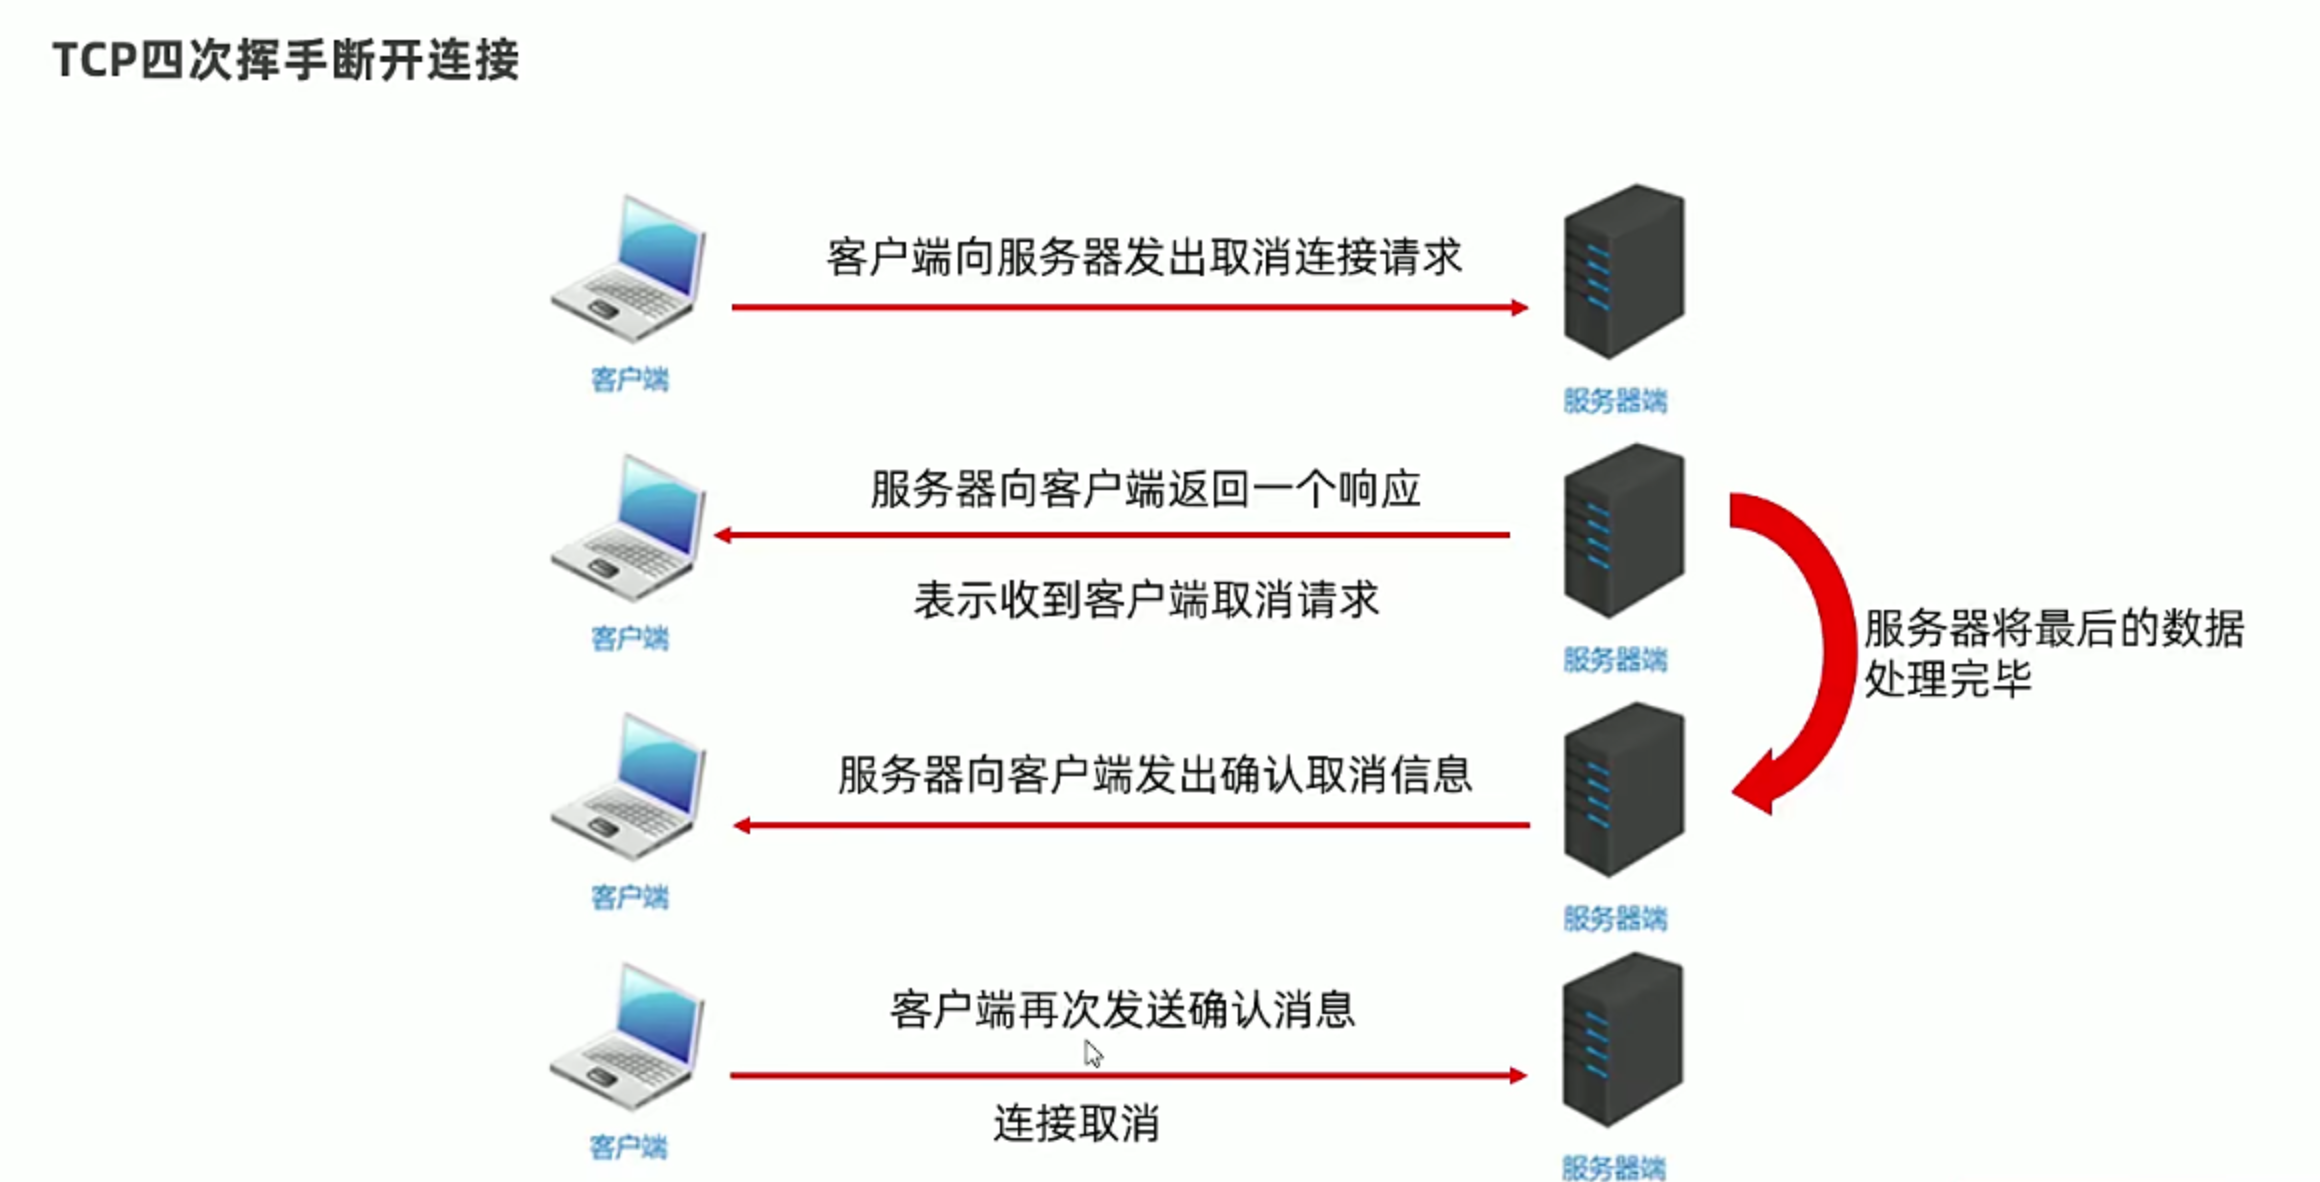 TCP四次挥手断开连接
客户端向服务器发出取消连接请求
客户端
服务器端
服务器向客户端返回一个响应
表示收到客户端取消请求
客户端
服务器端
服务器将最后的数据
处理完毕
服务器向客户端发出确认取消信息
客户端
服务器端
客户端再次发送确认消息
连接取消
客户端
服务器端